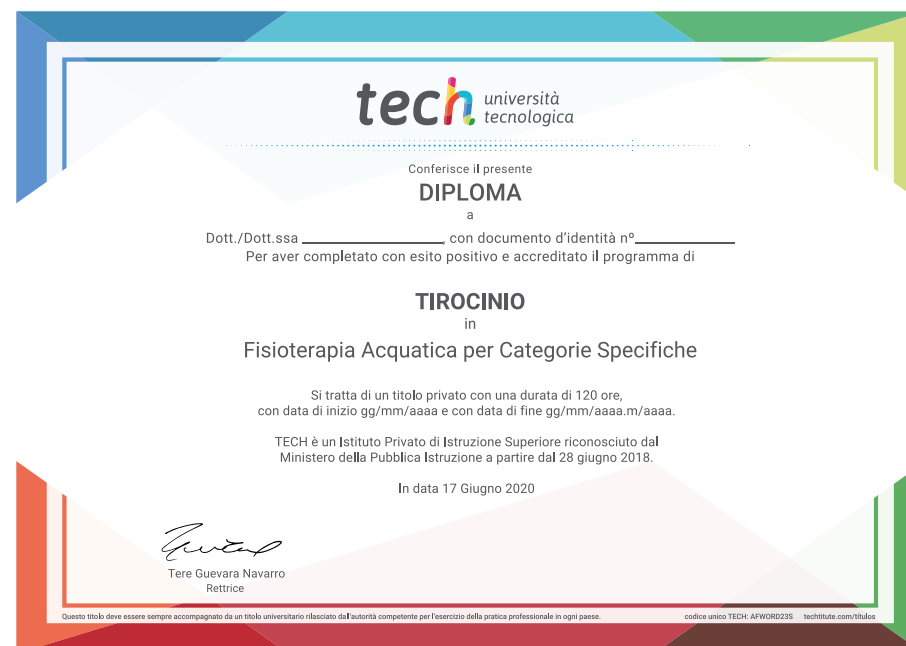 tech università
tecnologica
Conferisce il presente
DIPLOMA
a
Dott./Dott.ssa ____________________, con documento d'identità nº______________
Per aver completato con esito positivo e accreditato il programma di
TIROCINIO
in
Fisioterapia Acquatica per Categorie Specifiche
Si tratta di un titolo privato con una durata di 120 ore,
con data di inizio gg/mm/aaaa e con data di fine gg/mm/aaaa.m/aaaa.
TECH è un Istituto Privato di Istruzione Superiore riconosciuto dal
Ministero della Pubblica Istruzione a partire dal 28 giugno 2018.
In data 17 Giugno 2020
Tere Guevara Navarro
Rettrice
Questo titolo deve essere sempre accompagnato da un titolo universitario rilasciato dall'autorità competente per l'esercizio della pratica professionale in ogni paese. codice unico TECH: AFWORD23S techtitute.com/titulos